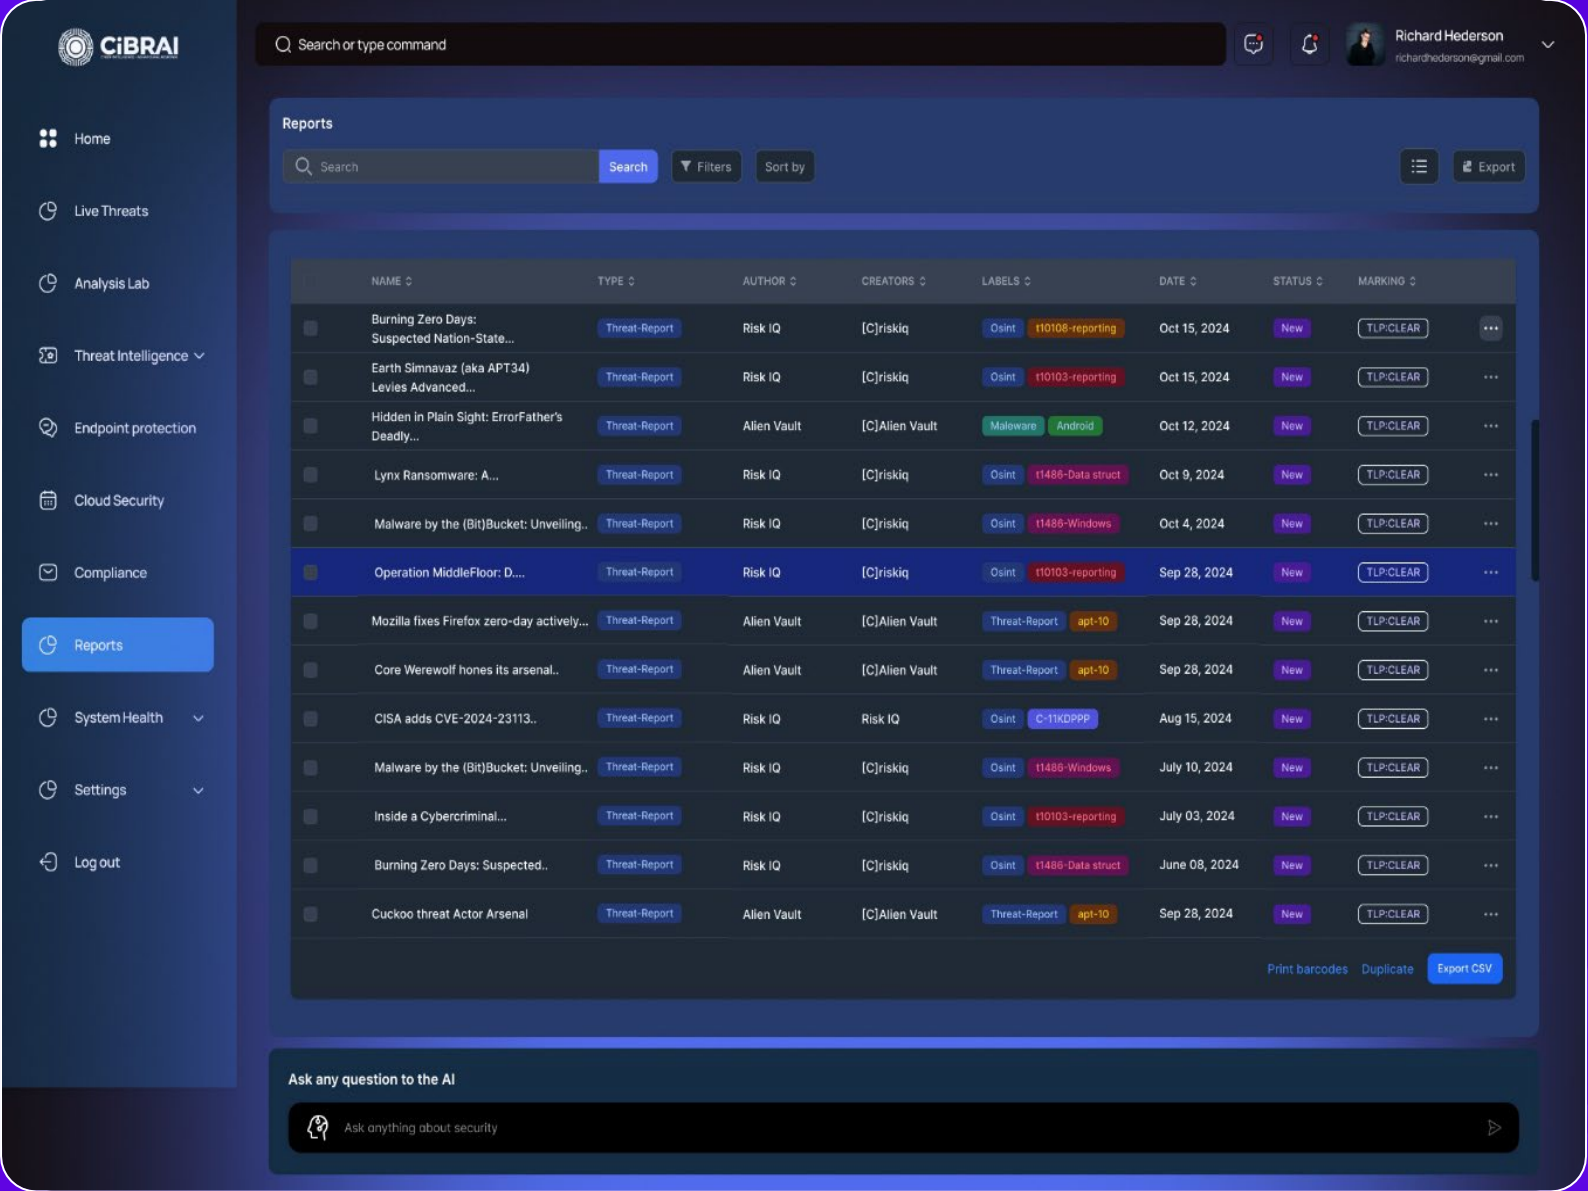 CiBRAI
Search or type command
Richard Hederson
richardhederson@gmail.com
Home
Live Threats
Analysis Lab
Threat Intelligence
Endpoint protection
Cloud Security
Compliance
Reports
System Health
Settings
Log out
Reports
Search
Search
Filters
Sort by
Export
NAME TYPE AUTHOR CREATORS LABELS DATE STATUS MARKING
Burning Zero Days:
Suspected Nation-State... Threat-Report Risk IQ [C]riskiq Osint t10108-reporting Oct 15, 2024 New TLP:CLEAR
Earth Simnavaz (aka APT34)
Levies Advanced... Threat-Report Risk IQ [C]riskiq Osint t10103-reporting Oct 15, 2024 New TLP:CLEAR
Hidden in Plain Sight: ErrorFather's
Deadly... Threat-Report Alien Vault [C]Alien Vault Maleware Android Oct 12, 2024 New TLP:CLEAR
Lynx Ransomware: A... Threat-Report Risk IQ [C]riskiq Osint t1486-Data struct Oct 9, 2024 New TLP:CLEAR
Malware by the (Bit)Bucket: Unveiling.. Threat-Report Risk IQ [C]riskiq Osint t1486-Windows Oct 4, 2024 New TLP:CLEAR
Operation MiddleFloor: D.... Threat-Report Risk IQ [C]riskiq Osint t10103-reporting Sep 28, 2024 New TLP:CLEAR
Mozilla fixes Firefox zero-day actively... Threat-Report Alien Vault [C]Alien Vault Threat-Report apt-10 Sep 28, 2024 New TLP:CLEAR
Core Werewolf hones its arsenal.. Threat-Report Alien Vault [C]Alien Vault Threat-Report apt-10 Sep 28, 2024 New TLP:CLEAR
CISA adds CVE-2024-23113.. Threat-Report Risk IQ Risk IQ Osint C-11KDPPP Aug 15, 2024 New TLP:CLEAR
Malware by the (Bit)Bucket: Unveiling.. Threat-Report Risk IQ [C]riskiq Osint t1486-Windows July 10, 2024 New TLP:CLEAR
Inside a Cybercriminal... Threat-Report Risk IQ [C]riskiq Osint t10103-reporting July 03, 2024 New TLP:CLEAR
Burning Zero Days: Suspected.. Threat-Report Risk IQ [C]riskiq Osint t1486-Data struct June 08, 2024 New TLP:CLEAR
Cuckoo threat Actor Arsenal Threat-Report Alien Vault [C]Alien Vault Threat-Report apt-10 Sep 28, 2024 New TLP:CLEAR
Print barcodes Duplicate Export CSV
Ask any question to the AI
Ask anything about security